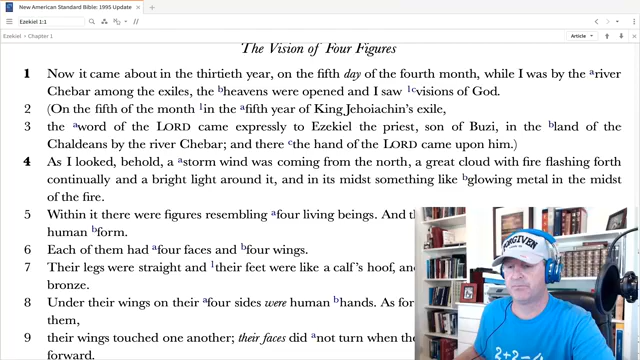 New American Standard Bible: 1995 Update
Ezekiel 1:1
Ezekiel • Chapter 1
Article
The Vision of Four Figures
1 Now it came about in the thirtieth year, on the fifth day of the fourth month, while I was by the ᵃriver
Chebar among the exiles, the ᵇheavens were opened and I saw ¹ᶜvisions of God.
2 (On the fifth of the month ¹in the ᵃfifth year of King Jehoiachin’s exile,
3 the ᵃword of the LORD came expressly to Ezekiel the priest, son of Buzi, in the ᵇland of the
Chaldeans by the river Chebar; and there ᶜthe hand of the LORD came upon him.)
4 As I looked, behold, a ᵃstorm wind was coming from the north, a great cloud with fire flashing forth
continually and a bright light around it, and in its midst something like ᵇglowing metal in the midst
of the fire.
5 Within it there were figures resembling ᵃfour living beings. And
human ᵇform.
6 Each of them had ᵃfour faces and ᵇfour wings.
7 Their legs were straight and ¹their feet were like a calf’s hoof,
bronze.
8 Under their wings on their ᵃfour sides were human ᵇhands. As for
them,
9 their wings touched one another; their faces did ᵃnot turn when the
forward.
FORGIVEN
2+2=